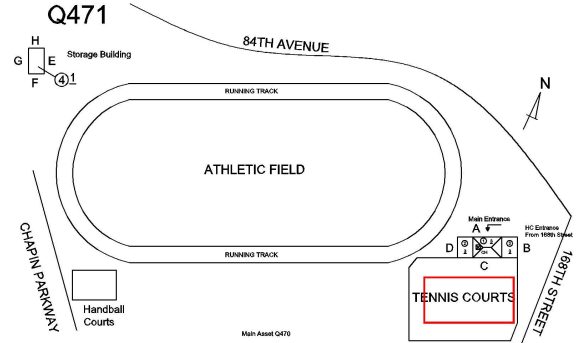 Q471
84TH AVENUE
H
Storage Building
G
E
F
4 1
N
RUNNING TRACK
ATHLETIC FIELD
CHAPIN PARKWAY
Main Entrance
A
HC Entrance
From 168th Street
D
B
C
RUNNING TRACK
168TH STREET
TENNIS COURTS
Handball
Courts
Main Asset Q470